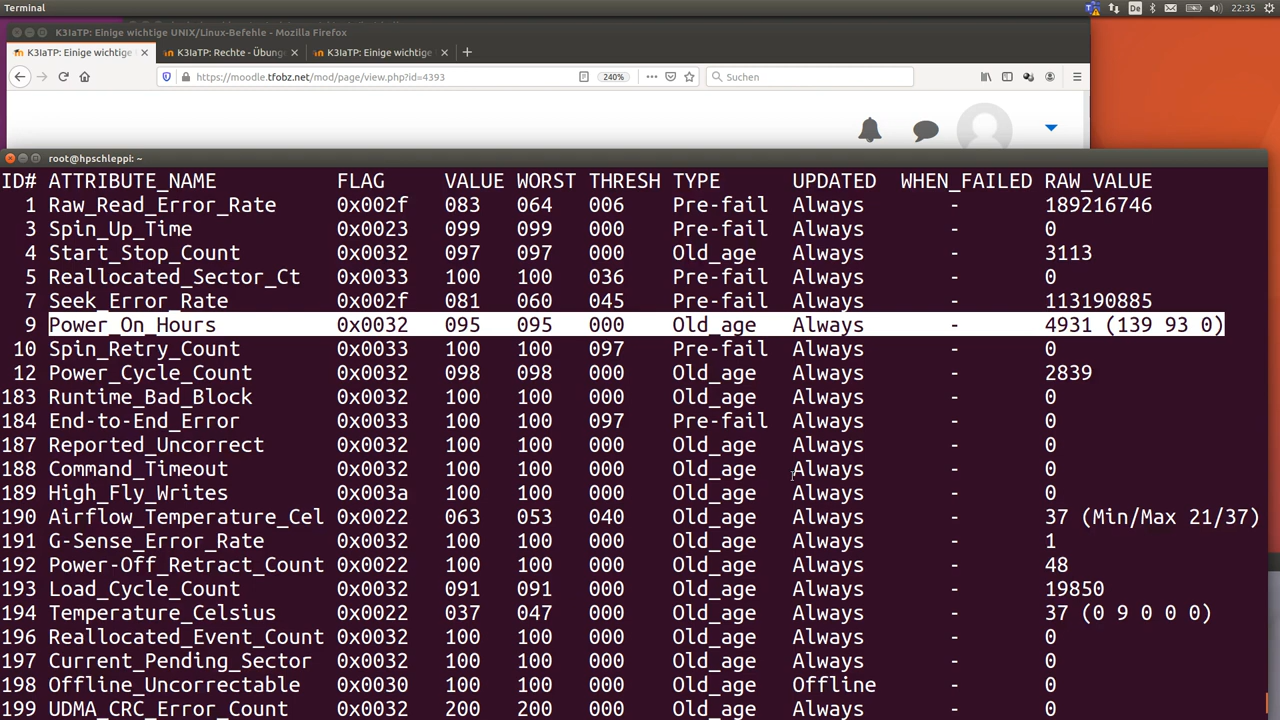 Terminal
De
22:35
K3IaTP: Einige wichtige UNIX/Linux-Befehle - Mozilla Firefox
K3IaTP: Einige wichtige
K3IaTP: Rechte - Übung
K3IaTP: Einige wichtige
https://moodle.tfobz.net/mod/page/view.php?id=4393
240%
Suchen
root@hpschleppi: ~
ID# ATTRIBUTE_NAME FLAG VALUE WORST THRESH TYPE UPDATED WHEN_FAILED RAW_VALUE
1 Raw_Read_Error_Rate 0x002f 083 064 006 Pre-fail Always - 189216746
3 Spin_Up_Time 0x0023 099 099 000 Pre-fail Always - 0
4 Start_Stop_Count 0x0032 097 097 000 Old_age Always - 3113
5 Reallocated_Sector_Ct 0x0033 100 100 036 Pre-fail Always - 0
7 Seek_Error_Rate 0x002f 081 060 045 Pre-fail Always - 113190885
9 Power_On_Hours 0x0032 095 095 000 Old_age Always - 4931 (139 93 0)
10 Spin_Retry_Count 0x0033 100 100 097 Pre-fail Always - 0
12 Power_Cycle_Count 0x0032 098 098 000 Old_age Always - 2839
183 Runtime_Bad_Block 0x0032 100 100 000 Old_age Always - 0
184 End-to-End_Error 0x0033 100 100 097 Pre-fail Always - 0
187 Reported_Uncorrect 0x0032 100 100 000 Old_age Always - 0
188 Command_Timeout 0x0032 100 100 000 Old_age Always - 0
189 High_Fly_Writes 0x003a 100 100 000 Old_age Always - 0
190 Airflow_Temperature_Cel 0x0022 063 053 040 Old_age Always - 37 (Min/Max 21/37)
191 G-Sense_Error_Rate 0x0032 100 100 000 Old_age Always - 1
192 Power-Off_Retract_Count 0x0022 100 100 000 Old_age Always - 48
193 Load_Cycle_Count 0x0032 091 091 000 Old_age Always - 19850
194 Temperature_Celsius 0x0022 037 047 000 Old_age Always - 37 (0 9 0 0 0)
196 Reallocated_Event_Count 0x0032 100 100 000 Old_age Always - 0
197 Current_Pending_Sector 0x0032 100 100 000 Old_age Always - 0
198 Offline_Uncorrectable 0x0030 100 100 000 Old_age Offline - 0
199 UDMA_CRC_Error_Count 0x0032 200 200 000 Old_age Always - 0